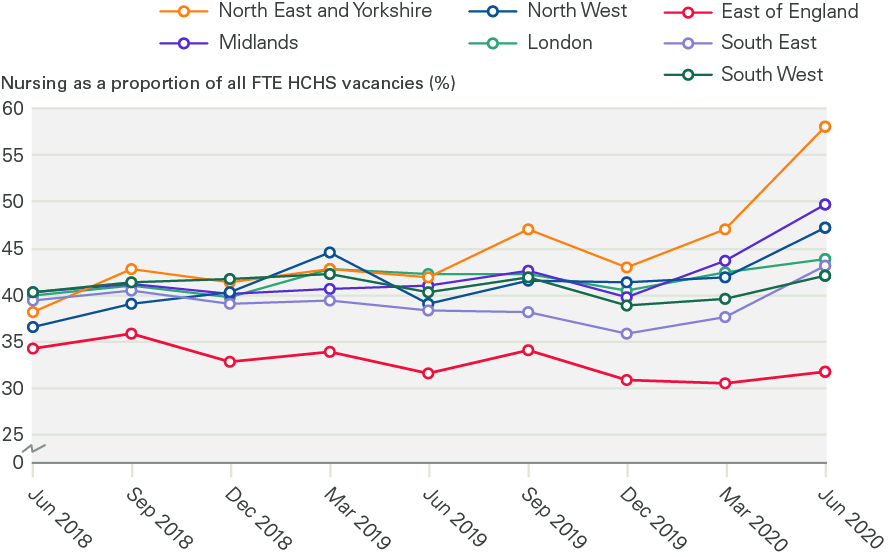 North East and Yorkshire
North West
East of England
Midlands
London
South East
South West
Nursing as a proportion of all FTE HCHS vacancies (%)
60
55
50
45
40
35
30
25
0
Jun 2018
Sep 2018
Dec 2018
Mar 2019
Jun 2019
Sep 2019
Dec 2019
Mar 2020
Jun 2020